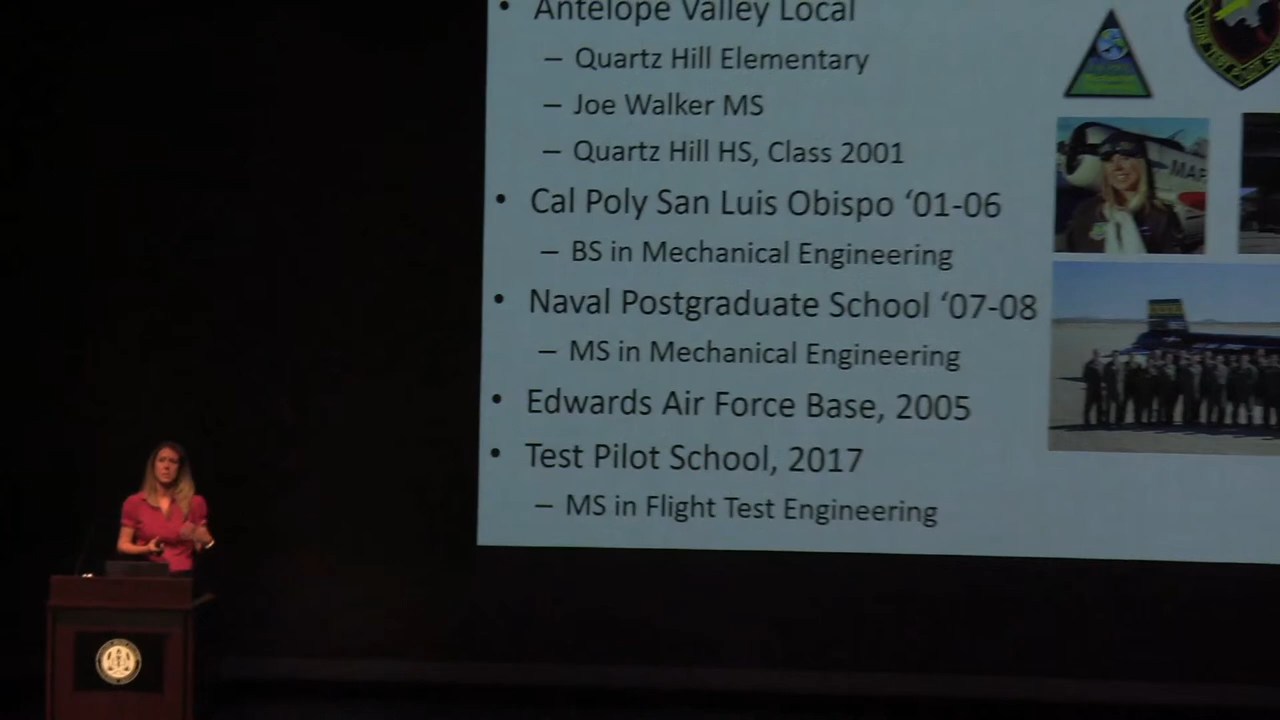 • Antelope Valley Local
– Quartz Hill Elementary
– Joe Walker MS
– Quartz Hill HS, Class 2001
• Cal Poly San Luis Obispo ‘01-06
– BS in Mechanical Engineering
• Naval Postgraduate School ‘07-08
– MS in Mechanical Engineering
• Edwards Air Force Base, 2005
• Test Pilot School, 2017
– MS in Flight Test Engineering